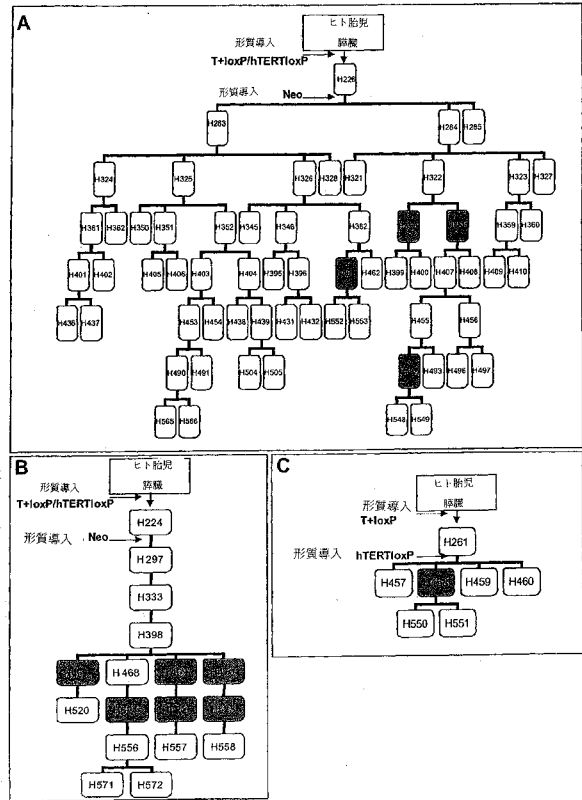 A
ヒト胎児
膵臓
形質導入
T+loxP/hTERTloxP
H226
形質導入 Neo
H263 H284 H285
H324 H325 H326 H328 H321 H322 H323 H327
H361 H362 H350 H351 H352 H345 H346 H382 H359 H360
H401 H402 H405 H406 H403 H404 H395 H396 H462 H399 H400 H407 H408 H409 H410
H436 H437 H453 H454 H438 H439 H431 H432 H552 H553 H455 H456
H490 H491 H504 H505 H493 H496 H497
H565 H566 H548 H549
B
ヒト胎児
膵臓
形質導入
T+loxP/hTERTloxP
H224
形質導入 Neo
H297
H333
H398
H468
H520
H556 H557 H558
H571 H572
C
ヒト胎児
膵臓
形質導入
T+loxP
H261
形質導入 hTERTloxP
H457 H459 H460
H550 H551